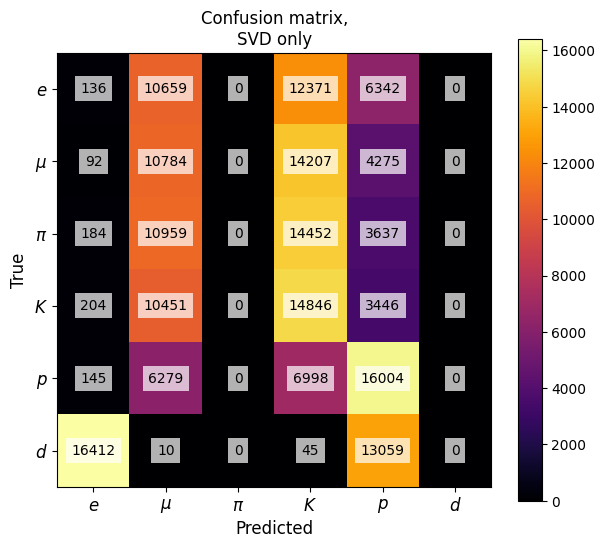 Confusion matrix,
SVD only
e 136 10659 0 12371 6342 0
μ 92 10784 0 14207 4275 0
π 184 10959 0 14452 3637 0
K 204 10451 0 14846 3446 0
p 145 6279 0 6998 16004 0
d 16412 10 0 45 13059 0
e μ π K p d
Predicted
True
16000
14000
12000
10000
8000
6000
4000
2000
0